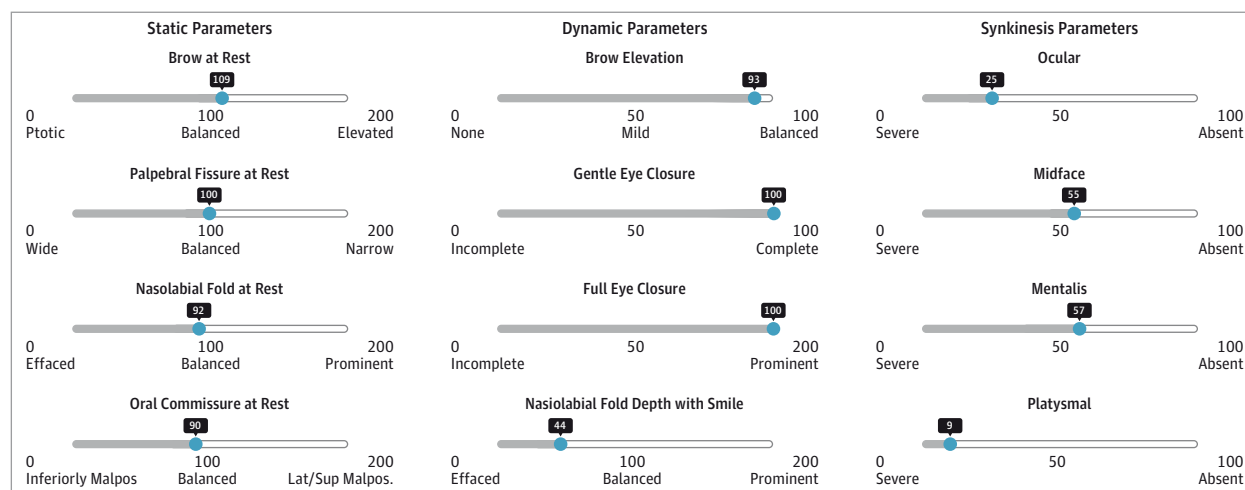 Static Parameters
Brow at Rest
109
0 100 200
Ptotic Balanced Elevated
Palpebral Fissure at Rest
100
0 100 200
Wide Balanced Narrow
Nasolabial Fold at Rest
92
0 100 200
Effaced Balanced Prominent
Oral Commissure at Rest
90
0 100 200
Inferiorly Malpos Balanced Lat/Sup Malpos.
Dynamic Parameters
Brow Elevation
93
0 50 100
None Mild Balanced
Gentle Eye Closure
100
0 50 100
Incomplete Complete
Full Eye Closure
100
0 50 200
Incomplete Prominent
Nasiolabial Fold Depth with Smile
44
0 100 200
Effaced Balanced Prominent
Synkinesis Parameters
Ocular
25
0 50 100
Severe Absent
Midface
55
0 50 100
Severe Absent
Mentalis
57
0 50 100
Severe Absent
Platysmal
9
0 50 100
Severe Absent